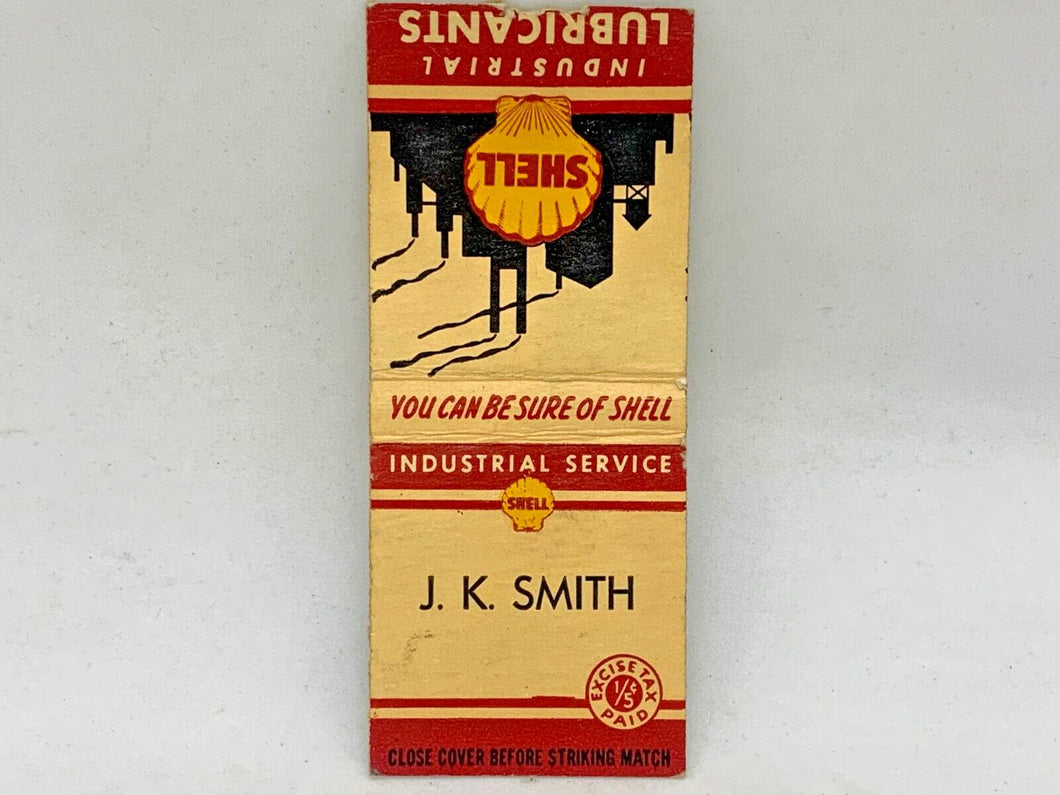 INDUSTRIAL
LUBRICANTS
SHELL
YOU CAN BE SURE OF SHELL
INDUSTRIAL SERVICE
SHELL
J. K. SMITH
EXCISE TAX
1/5¢
PAID
CLOSE COVER BEFORE STRIKING MATCH